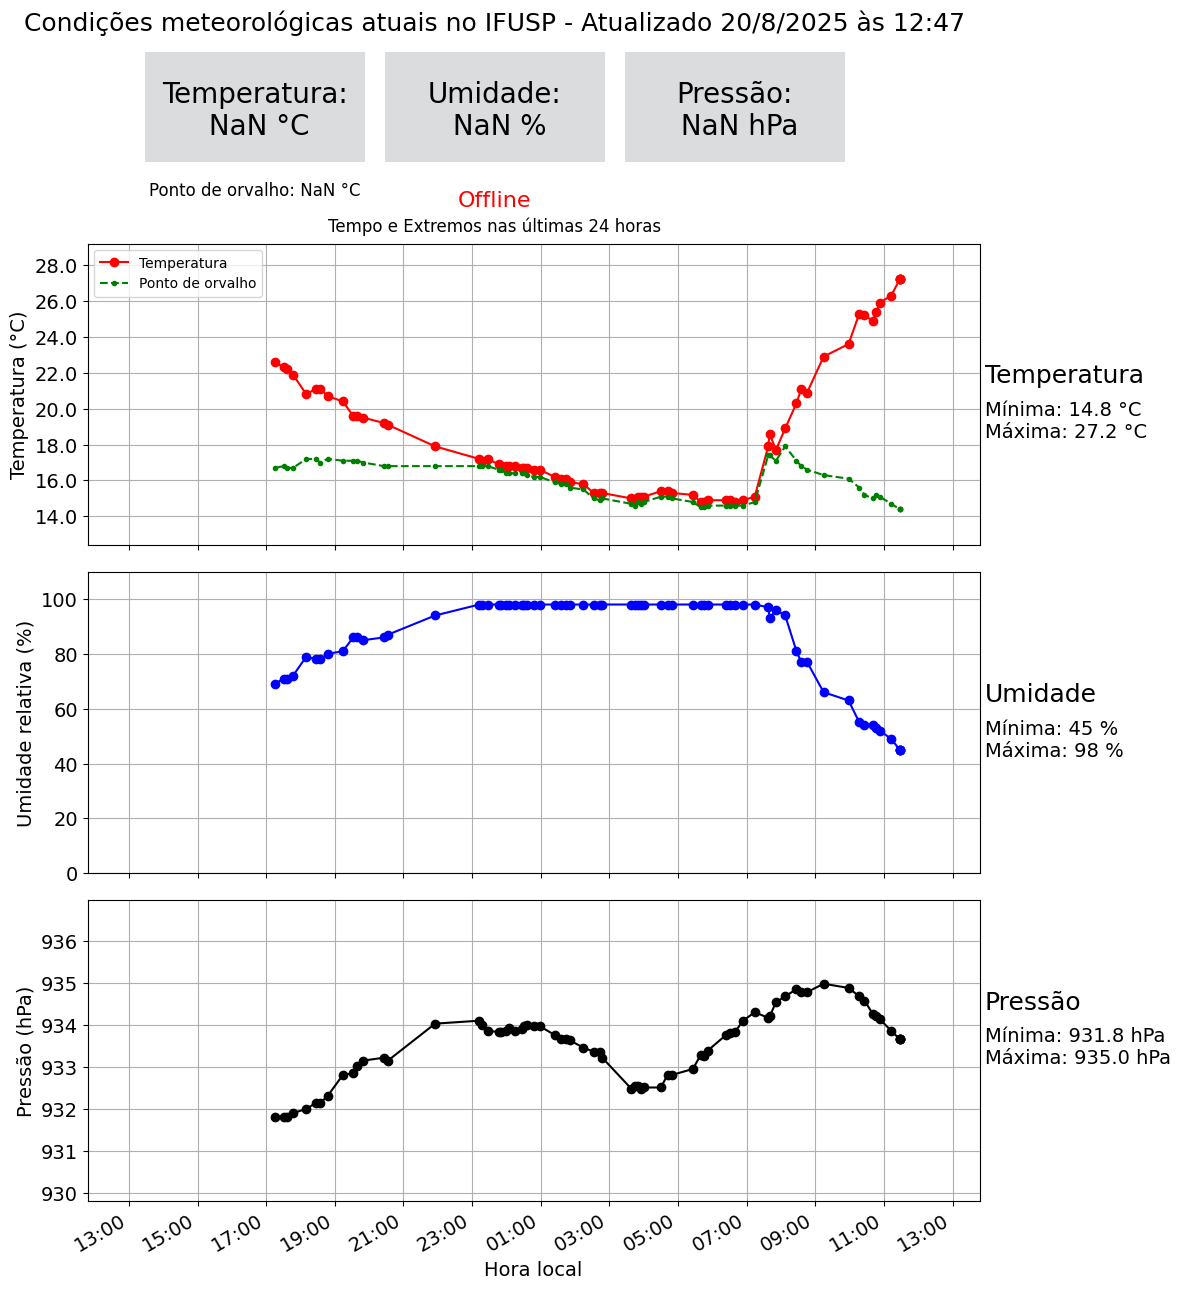 Condições meteorológicas atuais no IFUSP - Atualizado 20/8/2025 às 12:47
Temperatura:
NaN °C
Umidade:
NaN %
Pressão:
NaN hPa
Ponto de orvalho: NaN °C
Offline
Tempo e Extremos nas últimas 24 horas
Temperatura
Ponto de orvalho
Temperatura (°C)
28.0
26.0
24.0
22.0
20.0
18.0
16.0
14.0
Temperatura
Mínima: 14.8 °C
Máxima: 27.2 °C
Umidade relativa (%)
100
80
60
40
20
0
Umidade
Mínima: 45 %
Máxima: 98 %
Pressão (hPa)
936
935
934
933
932
931
930
Pressão
Mínima: 931.8 hPa
Máxima: 935.0 hPa
13:00 15:00 17:00 19:00 21:00 23:00 01:00 03:00 05:00 07:00 09:00 11:00 13:00
Hora local